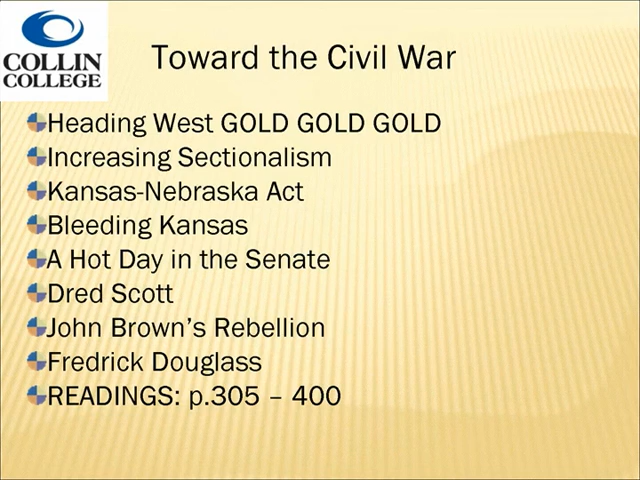 COLLIN
COLLEGE
Toward the Civil War
Heading West GOLD GOLD GOLD
Increasing Sectionalism
Kansas-Nebraska Act
Bleeding Kansas
A Hot Day in the Senate
Dred Scott
John Brown’s Rebellion
Fredrick Douglass
READINGS: p.305 – 400